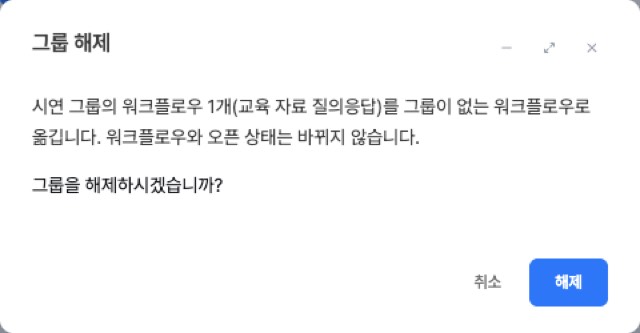 그룹 해제
시연 그룹의 워크플로우 1개(교육 자료 질의응답)를 그룹이 없는 워크플로우로
옮깁니다. 워크플로우와 오픈 상태는 바뀌지 않습니다.
그룹을 해제하시겠습니까?
취소
해제